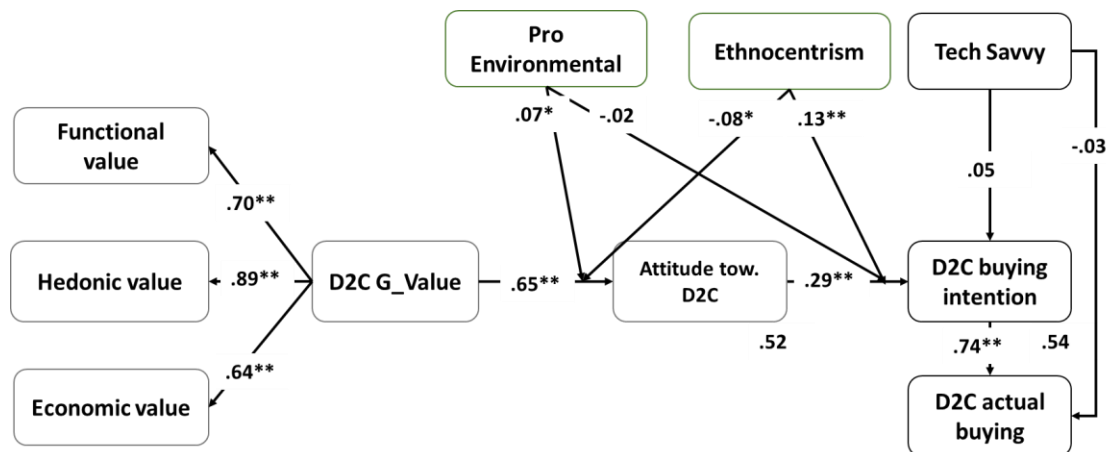 Pro
Environmental
Ethnocentrism
Tech Savvy
.07*
-.02
-.08*
.13**
-.03
Functional
value
.05
.70**
Hedonic value
.89**
D2C G_Value
.65**
Attitude tow.
D2C
.29**
D2C buying
intention
.52
.74**
.54
.64**
Economic value
D2C actual
buying